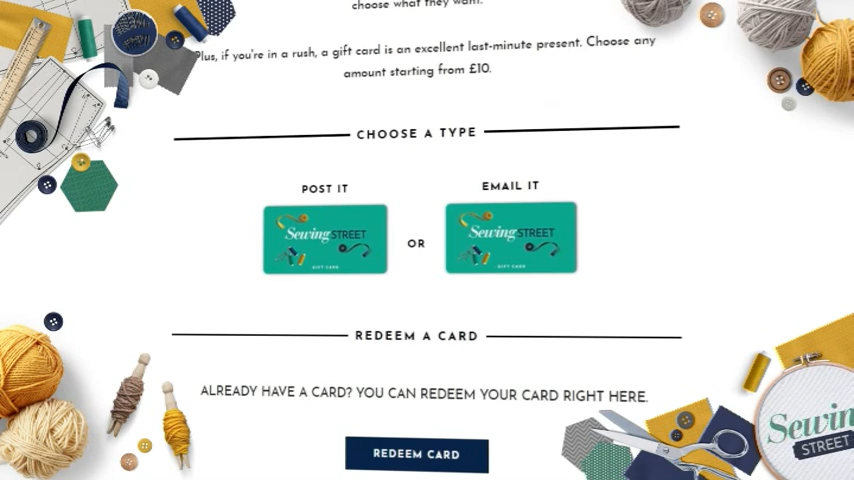 choose what they want.
Plus, if you're in a rush, a gift card is an excellent last-minute present. Choose any
amount starting from £10.
CHOOSE A TYPE
POST IT
EMAIL IT
Sewing STREET
GIFT CARD
OR
Sewing STREET
GIFT CARD
REDEEM A CARD
ALREADY HAVE A CARD? YOU CAN REDEEM YOUR CARD RIGHT HERE.
REDEEM CARD
Sewin
STREET